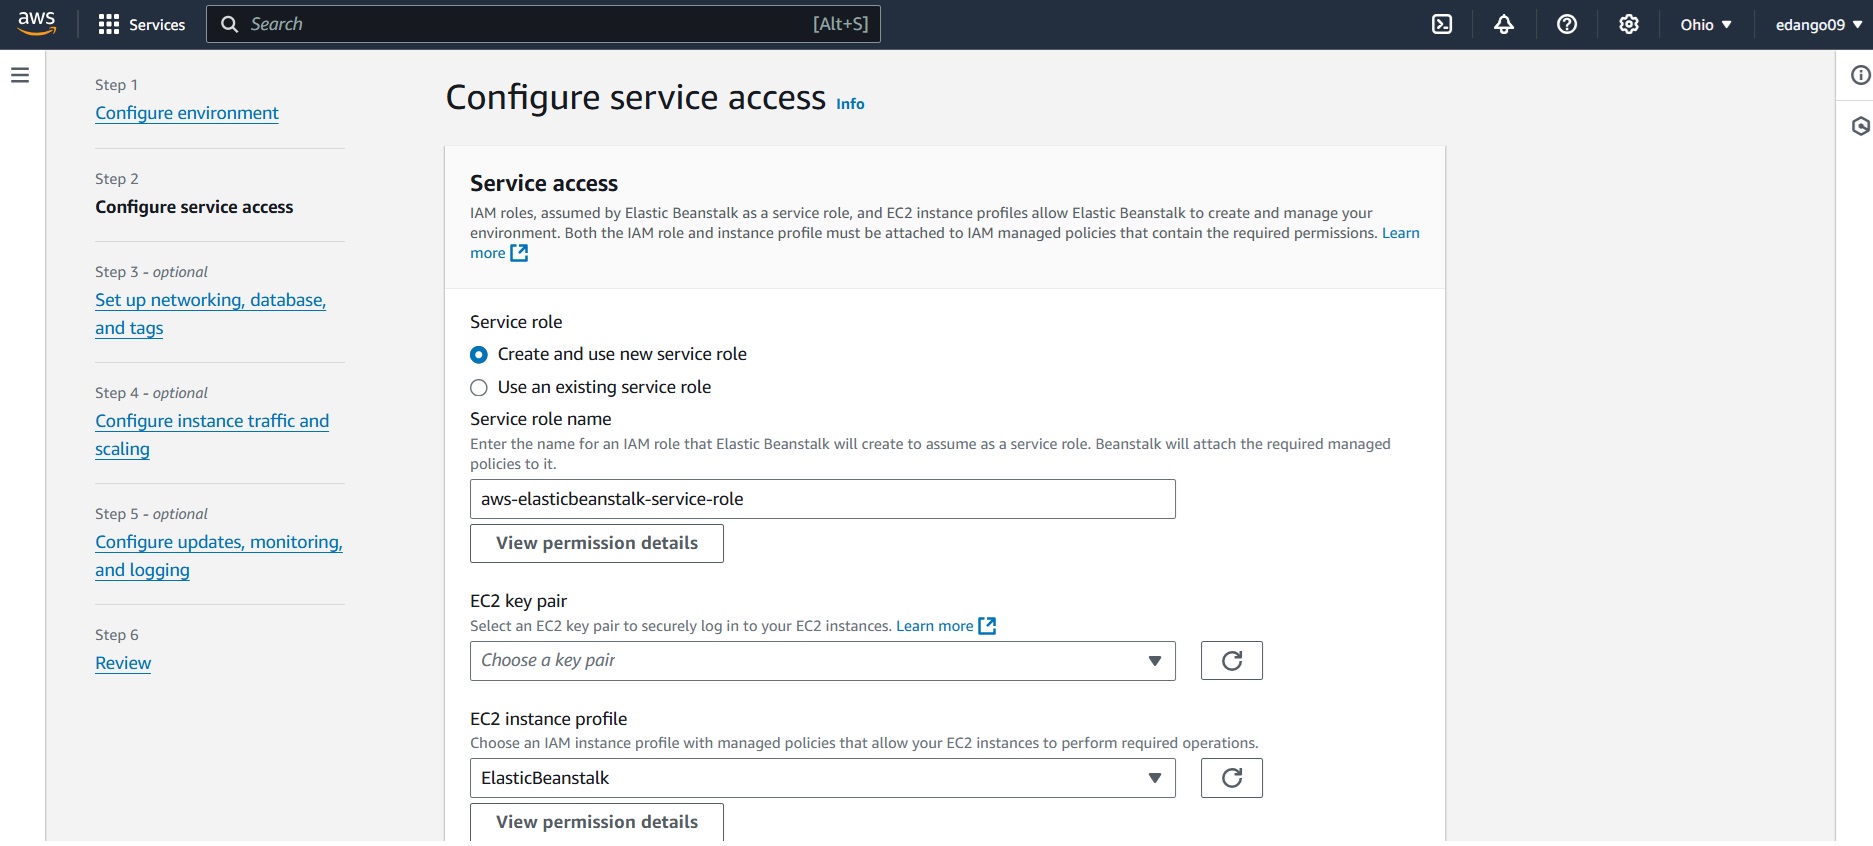 aws
Services
Search
[Alt+S]
Ohio
edango09
Step 1
Configure environment
Step 2
Configure service access
Step 3 - optional
Set up networking, database,
and tags
Step 4 - optional
Configure instance traffic and
scaling
Step 5 - optional
Configure updates, monitoring,
and logging
Step 6
Review
Configure service access Info
Service access
IAM roles, assumed by Elastic Beanstalk as a service role, and EC2 instance profiles allow Elastic Beanstalk to create and manage your
environment. Both the IAM role and instance profile must be attached to IAM managed policies that contain the required permissions. Learn
more
Service role
Create and use new service role
Use an existing service role
Service role name
Enter the name for an IAM role that Elastic Beanstalk will create to assume as a service role. Beanstalk will attach the required managed
policies to it.
aws-elasticbeanstalk-service-role
View permission details
EC2 key pair
Select an EC2 key pair to securely log in to your EC2 instances. Learn more
Choose a key pair
EC2 instance profile
Choose an IAM instance profile with managed policies that allow your EC2 instances to perform required operations.
ElasticBeanstalk
View permission details